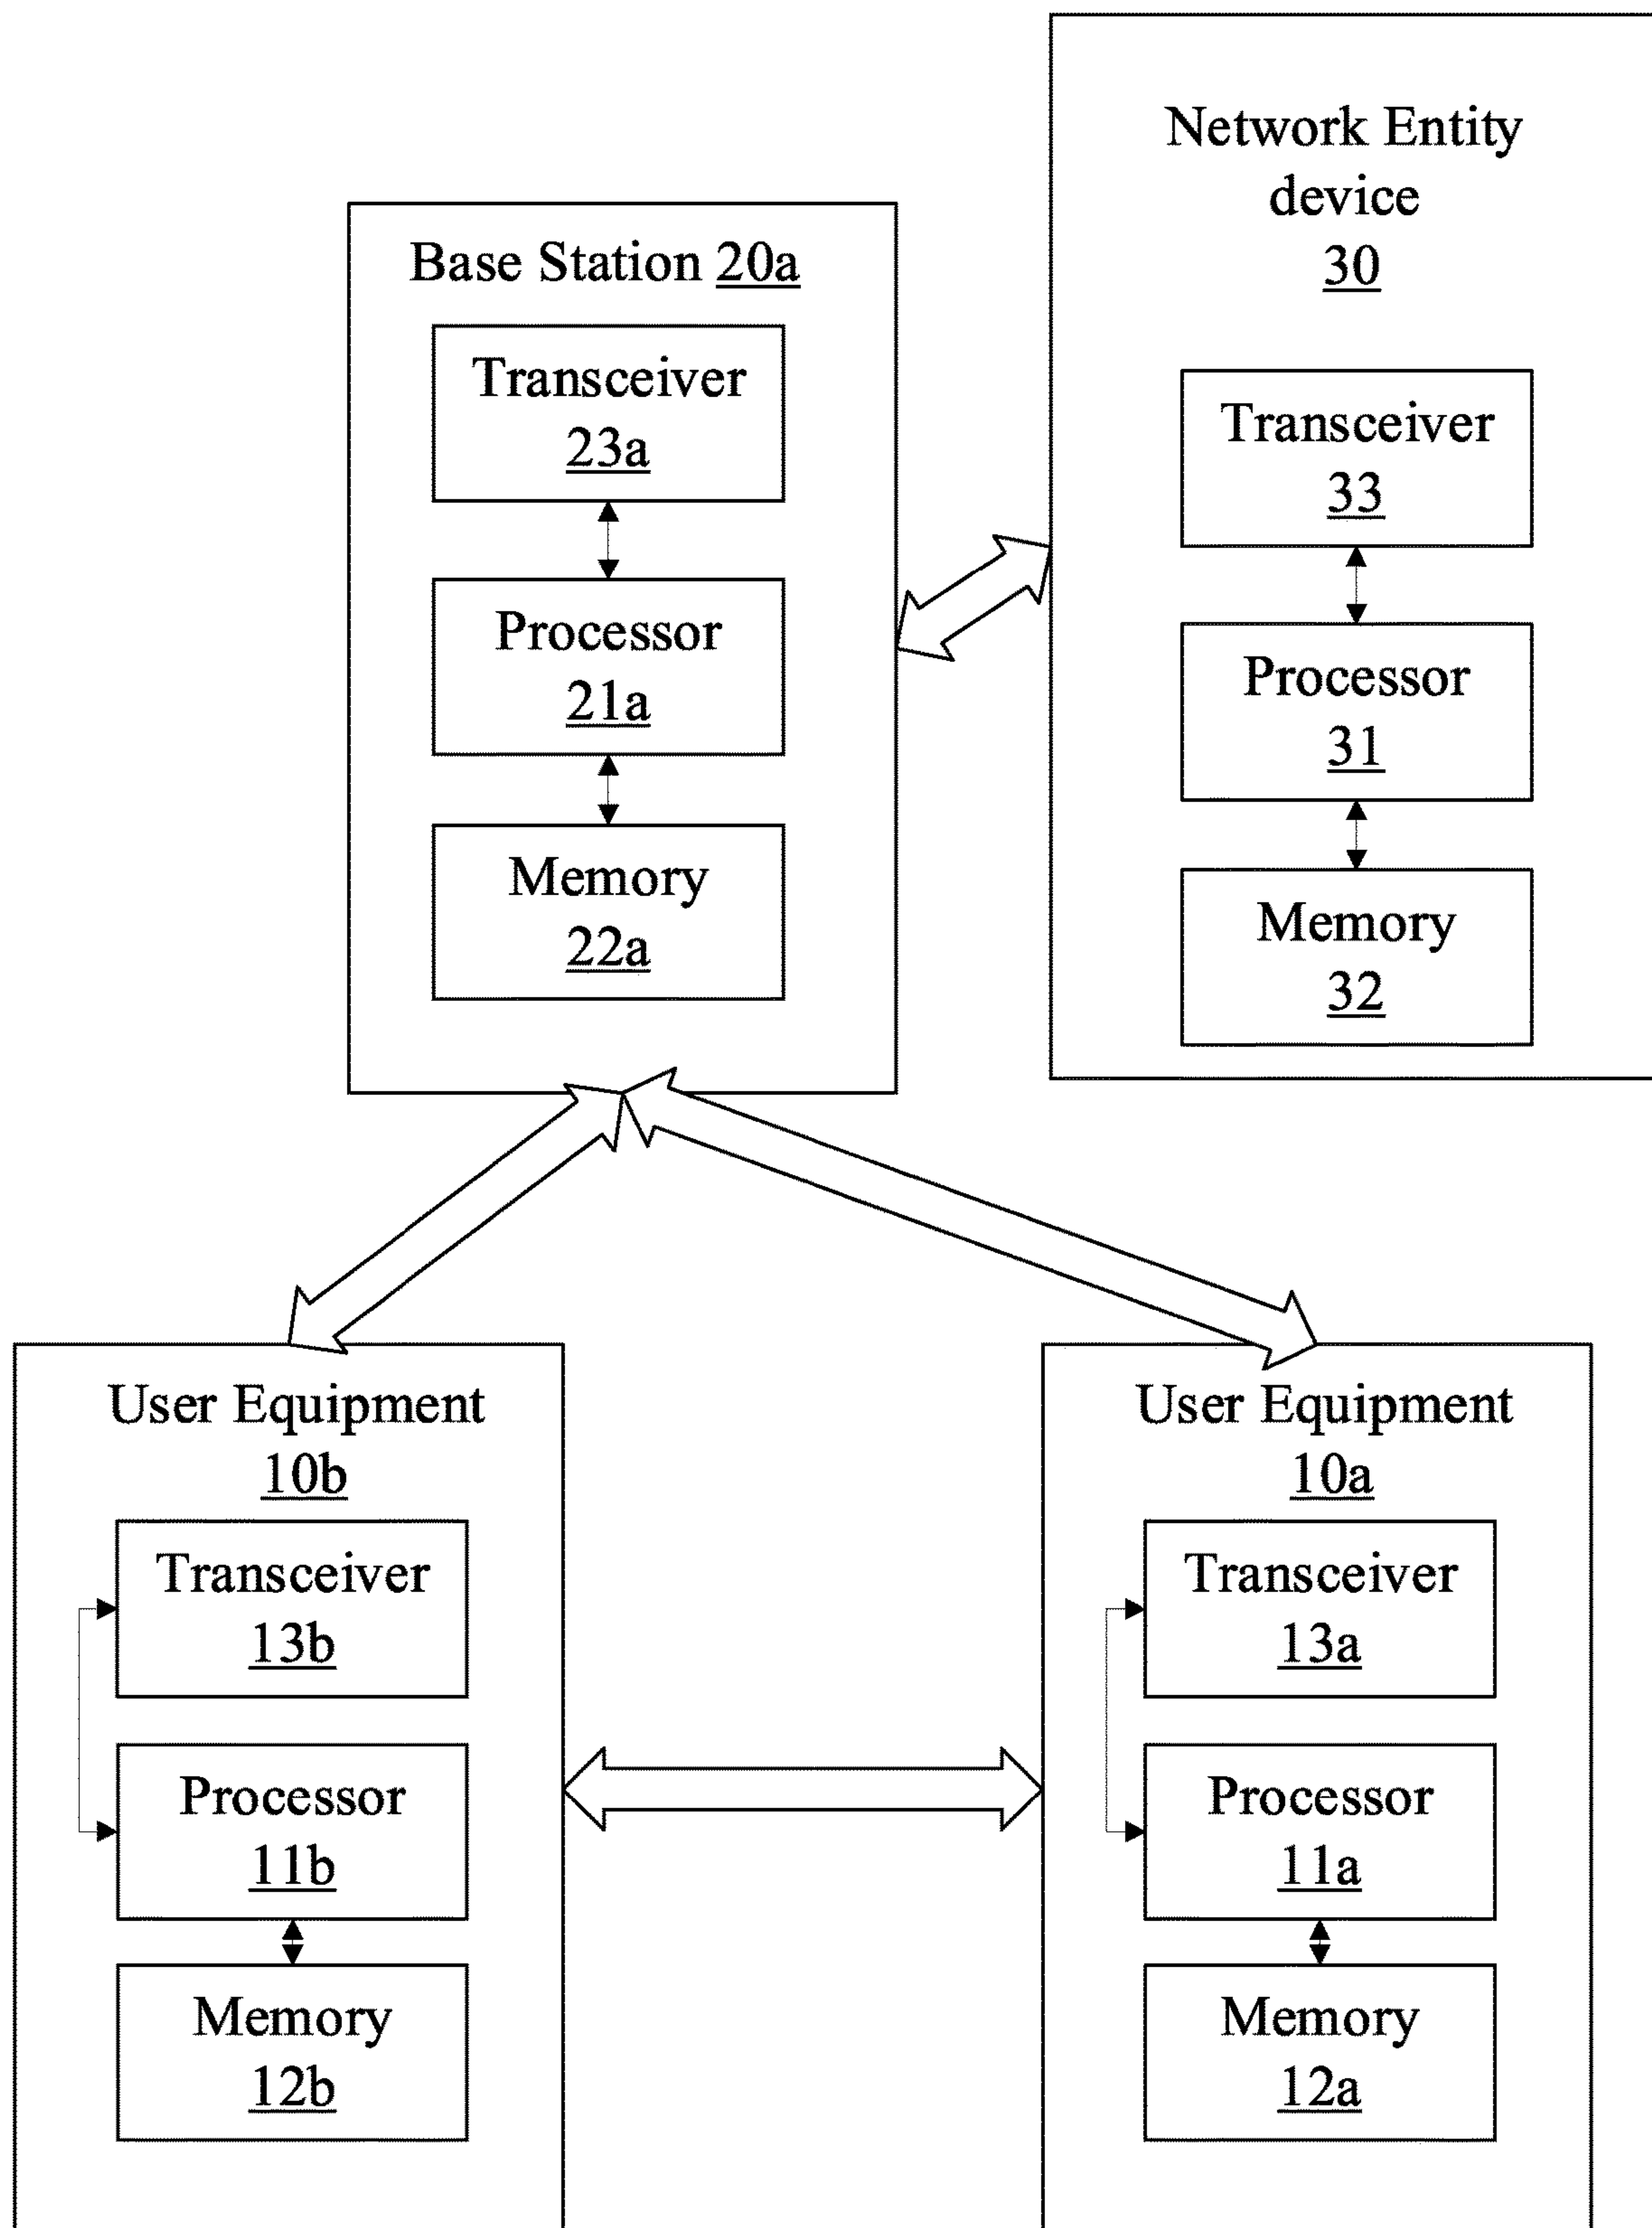 Network Entity
device
30
Base Station 20a
Transceiver
23a
Processor
21a
Memory
22a
Transceiver
33
Processor
31
Memory
32
User Equipment
10b
Transceiver
13b
Processor
11b
Memory
12b
User Equipment
10a
Transceiver
13a
Processor
11a
Memory
12a